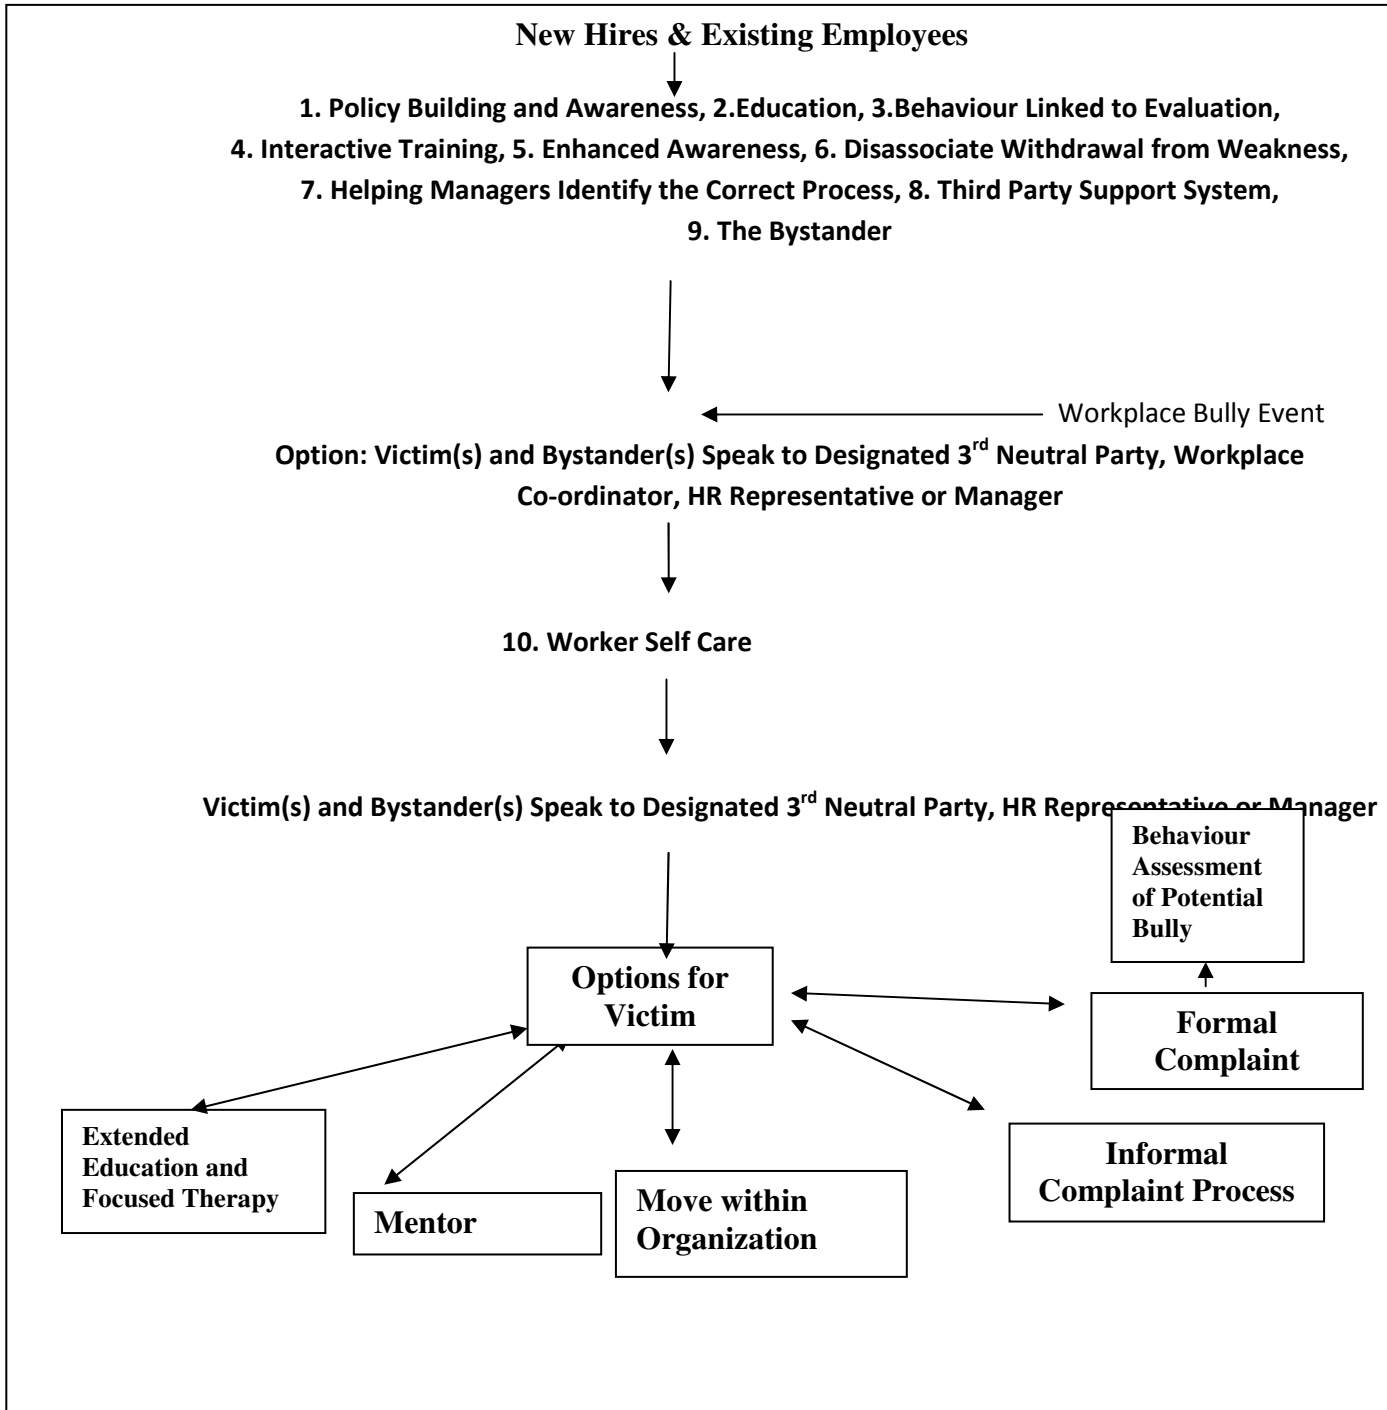 New Hires & Existing Employees
1. Policy Building and Awareness, 2.Education, 3.Behaviour Linked to Evaluation,
4. Interactive Training, 5. Enhanced Awareness, 6. Disassociate Withdrawal from Weakness,
7. Helping Managers Identify the Correct Process, 8. Third Party Support System,
9. The Bystander
Workplace Bully Event
Option: Victim(s) and Bystander(s) Speak to Designated 3rd Neutral Party, Workplace
Co-ordinator, HR Representative or Manager
10. Worker Self Care
Victim(s) and Bystander(s) Speak to Designated 3rd Neutral Party, HR Representative or Manager
Behaviour
Assessment
of Potential
Bully
Options for
Victim
Formal
Complaint
Extended
Education and
Focused Therapy
Mentor
Move within
Organization
Informal
Complaint Process